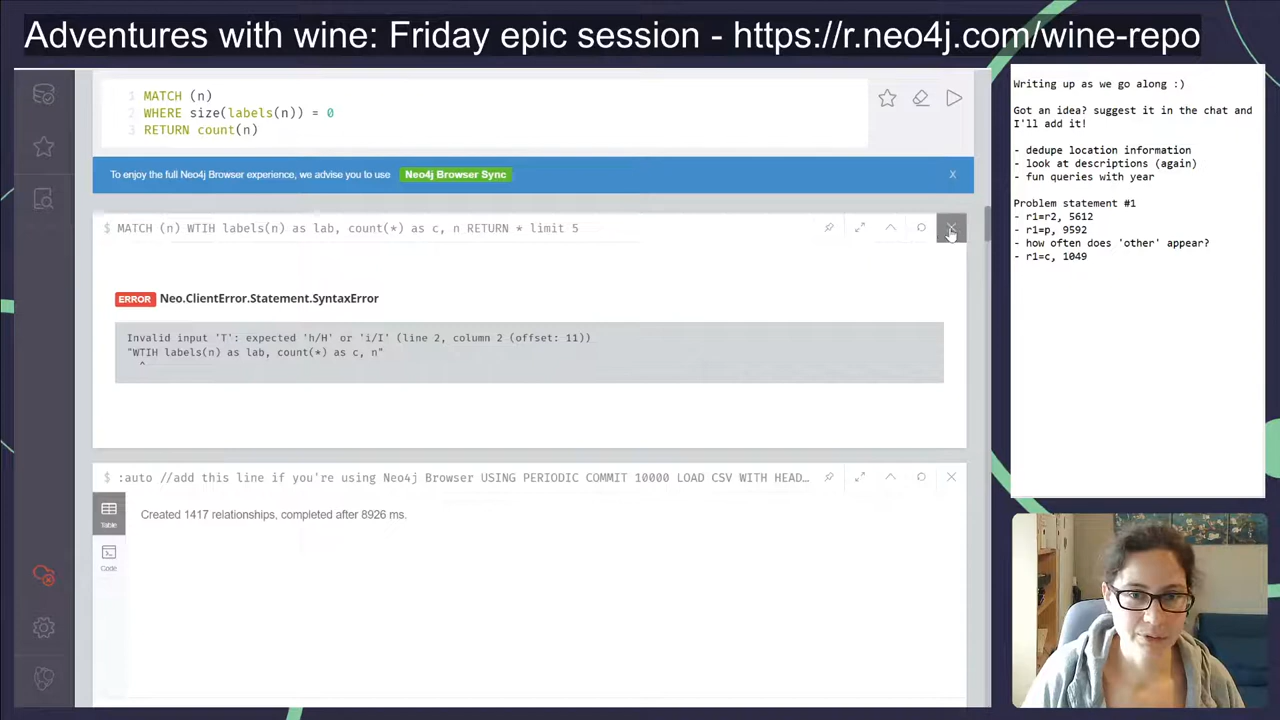 Adventures with wine: Friday epic session - https://r.neo4j.com/wine-repo
1 MATCH (n)
2 WHERE size(labels(n)) = 0
3 RETURN count(n)
To enjoy the full Neo4j Browser experience, we advise you to use Neo4j Browser Sync X
$ MATCH (n) WTIH labels(n) as lab, count(*) as c, n RETURN * limit 5
ERROR Neo.ClientError.Statement.SyntaxError
Invalid input 'T': expected 'h/H' or 'i/I' (line 2, column 2 (offset: 11))
"WTIH labels(n) as lab, count(*) as c, n"
^
$ :auto //add this line if you're using Neo4j Browser USING PERIODIC COMMIT 10000 LOAD CSV WITH HEAD…
Table
Created 1417 relationships, completed after 8926 ms.
Code
Writing up as we go along :)
Got an idea? suggest it in the chat and
I'll add it!
- dedupe location information
- look at descriptions (again)
- fun queries with year
Problem statement #1
- r1=r2, 5612
- r1=p, 9592
- how often does 'other' appear?
- r1=c, 1049